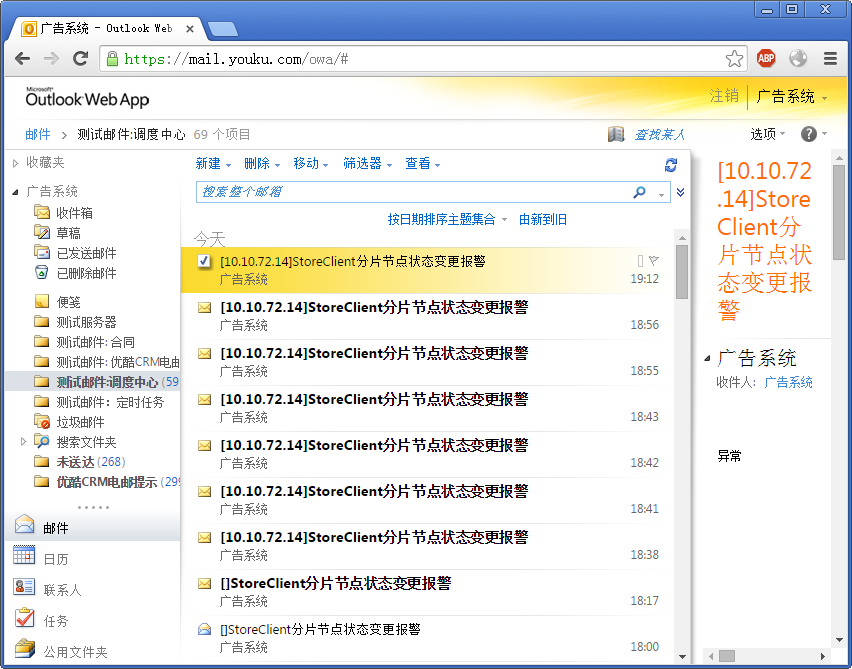 广告系统 - Outlook Web
https://mail.youku.com/owa/#
ABP
Microsoft
Outlook Web App
注销
广告系统
邮件 > 测试邮件:调度中心 69 个项目
查找某人
选项
收藏夹
广告系统
收件箱
草稿
已发送邮件
已删除邮件
便笺
测试服务器
测试邮件: 合同
测试邮件: 优酷CRM电邮
测试邮件:调度中心 (59
测试邮件: 定时任务
垃圾邮件
搜索文件夹
未送达 (268)
优酷CRM电邮提示 (299
邮件
日历
联系人
任务
公用文件夹
新建 删除 移动 筛选器 查看
搜索整个邮箱
按日期排序主题集合 由新到旧
今天
[10.10.72.14]StoreClient分片节点状态变更报警
广告系统 19:12
[10.10.72.14]StoreClient分片节点状态变更报警
广告系统 18:56
[10.10.72.14]StoreClient分片节点状态变更报警
广告系统 18:55
[10.10.72.14]StoreClient分片节点状态变更报警
广告系统 18:43
[10.10.72.14]StoreClient分片节点状态变更报警
广告系统 18:42
[10.10.72.14]StoreClient分片节点状态变更报警
广告系统 18:41
[10.10.72.14]StoreClient分片节点状态变更报警
广告系统 18:38
[]StoreClient分片节点状态变更报警
广告系统 18:17
[]StoreClient分片节点状态变更报警
广告系统 18:00
[10.10.72
.14]Store
Client分
片节点状
态变更报
警
广告系统
收件人: 广告系统
异常